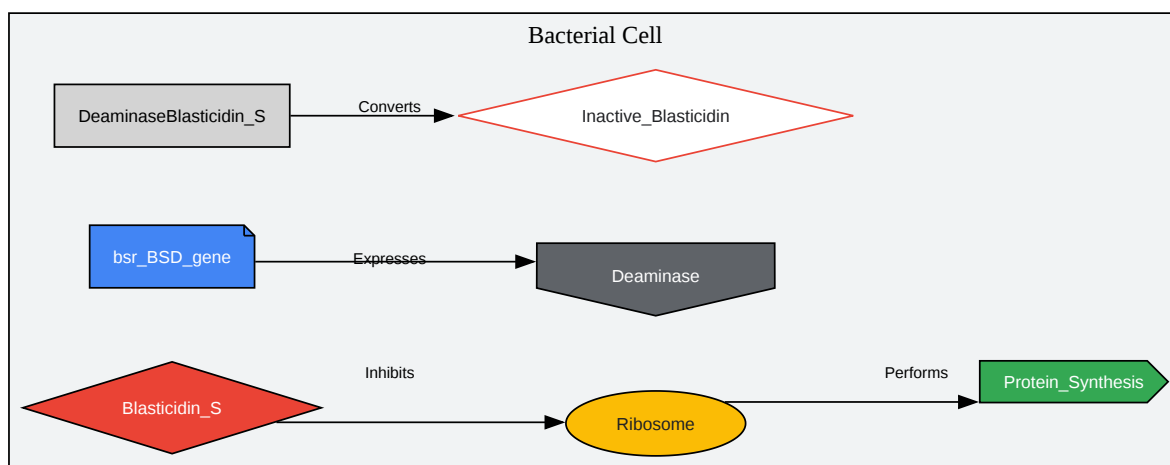 Bacterial Cell
DeaminaseBlasticidin_S
Converts
Inactive_Blasticidin
bsr_BSD_gene
Expresses
Deaminase
Blasticidin_S
Inhibits
Ribosome
Performs
Protein_Synthesis